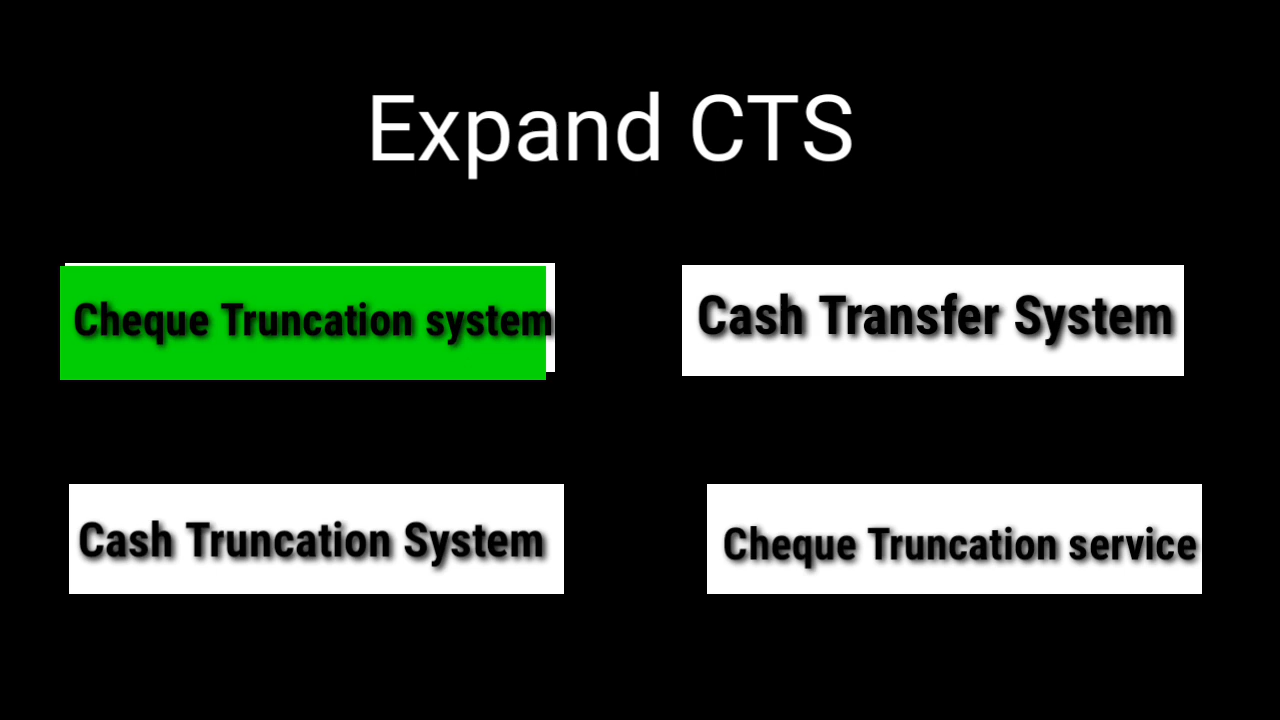 Expand CTS
Cheque Truncation system
Cash Transfer System
Cash Truncation System
Cheque Truncation service